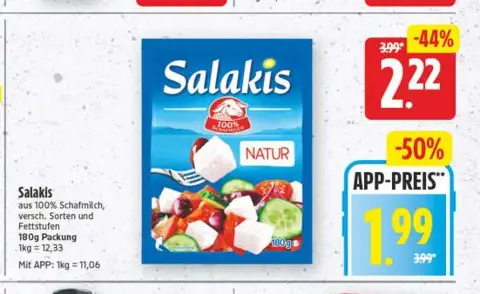 Salakis
aus 100% Schafmilch,
versch. Sorten und
Fettstufen
180g Packung
1kg = 12,33
Mit APP: 1kg = 11,06
Salakis
100%
SCHAFMILCH
NATUR
180g
-44%
3.99*
2.22
-50%
APP-PREIS**
1.99
3.99*